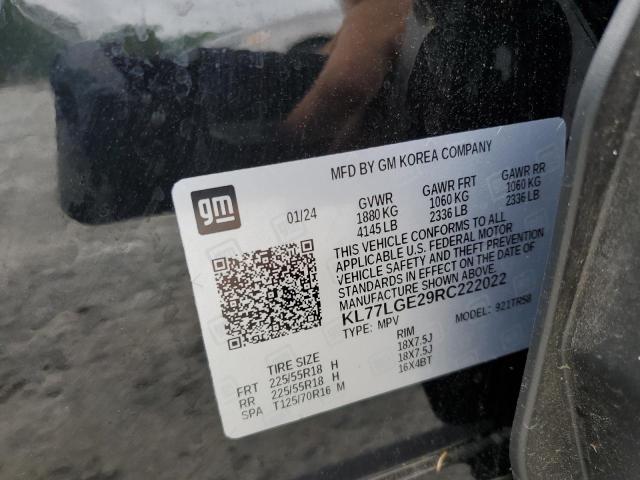 MFD BY GM KOREA COMPANY
gm
01/24
GVWR GAWR FRT GAWR RR
1880 KG 1060 KG 1060 KG
4145 LB 2336 LB 2336 LB
THIS VEHICLE CONFORMS TO ALL
APPLICABLE U.S. FEDERAL MOTOR
VEHICLE SAFETY AND THEFT PREVENTION
STANDARDS IN EFFECT ON THE DATE OF
MANUFACTURE SHOWN ABOVE.
KL77LGE29RC222022
TYPE: MPV MODEL: 921TR58
TIRE SIZE RIM
FRT 225/55R18 H 18X7.5J
RR 225/55R18 H 18X7.5J
SPA T125/70R16 M 16X4BT